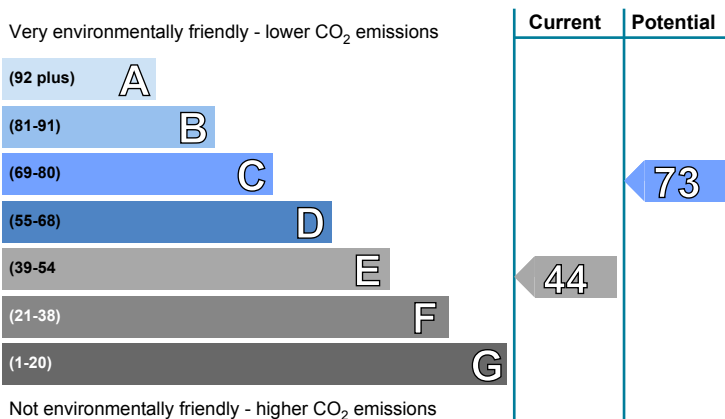 Very environmentally friendly - lower CO2 emissions
Current
Potential
(92 plus) A
(81-91) B
(69-80) C
73
(55-68) D
(39-54 E
44
(21-38) F
(1-20) G
Not environmentally friendly - higher CO2 emissions